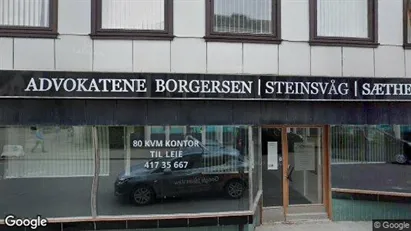 ADVOKATENE BORGERSEN | STEINSVÅG | SÆTHE
80 KVM KONTOR
TIL LEIE
417 35 667
Google
© Google